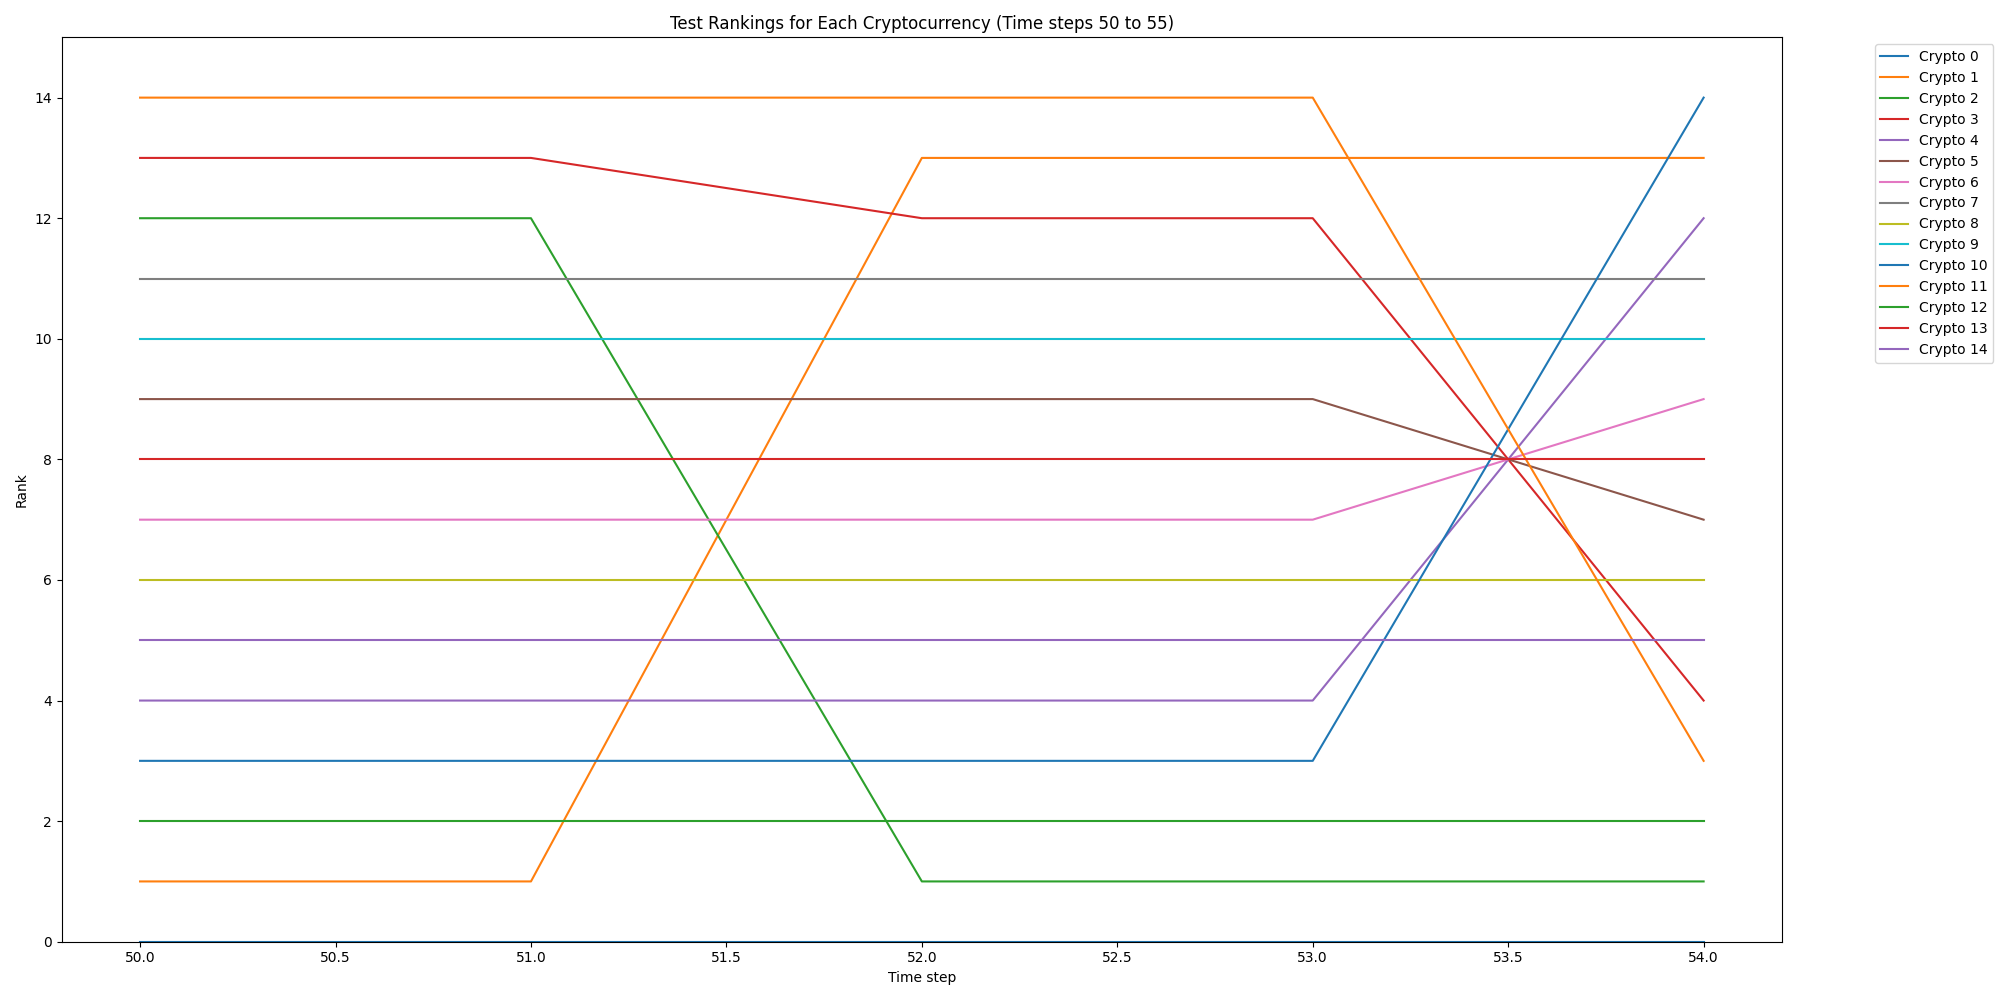 Test Rankings for Each Cryptocurrency (Time steps 50 to 55)
Rank
14
12
10
8
6
4
2
0
50.0 50.5 51.0 51.5 52.0 52.5 53.0 53.5 54.0
Time step
Crypto 0
Crypto 1
Crypto 2
Crypto 3
Crypto 4
Crypto 5
Crypto 6
Crypto 7
Crypto 8
Crypto 9
Crypto 10
Crypto 11
Crypto 12
Crypto 13
Crypto 14